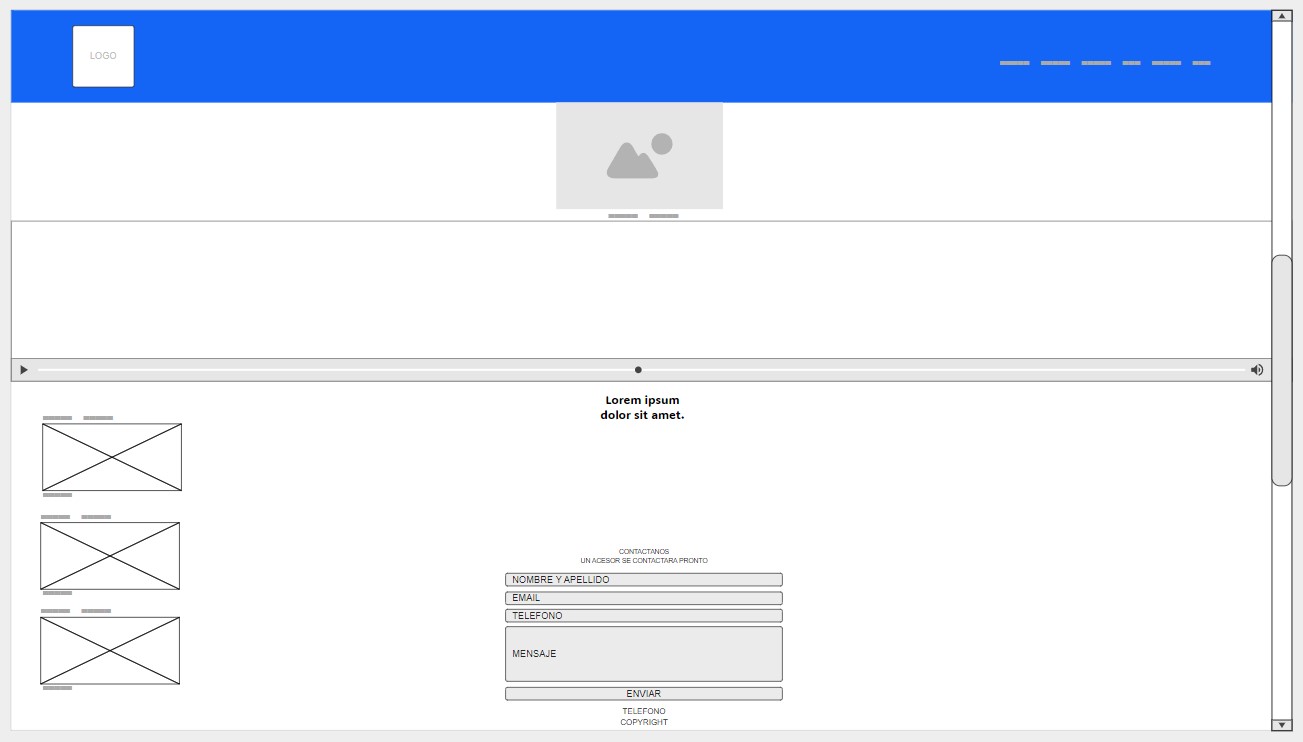 LOGO
Lorem ipsum
dolor sit amet.
CONTACTANOS
UN ACESOR SE CONTACTARA PRONTO
NOMBRE Y APELLIDO
EMAIL
TELEFONO
MENSAJE
ENVIAR
TELEFONO
COPYRIGHT